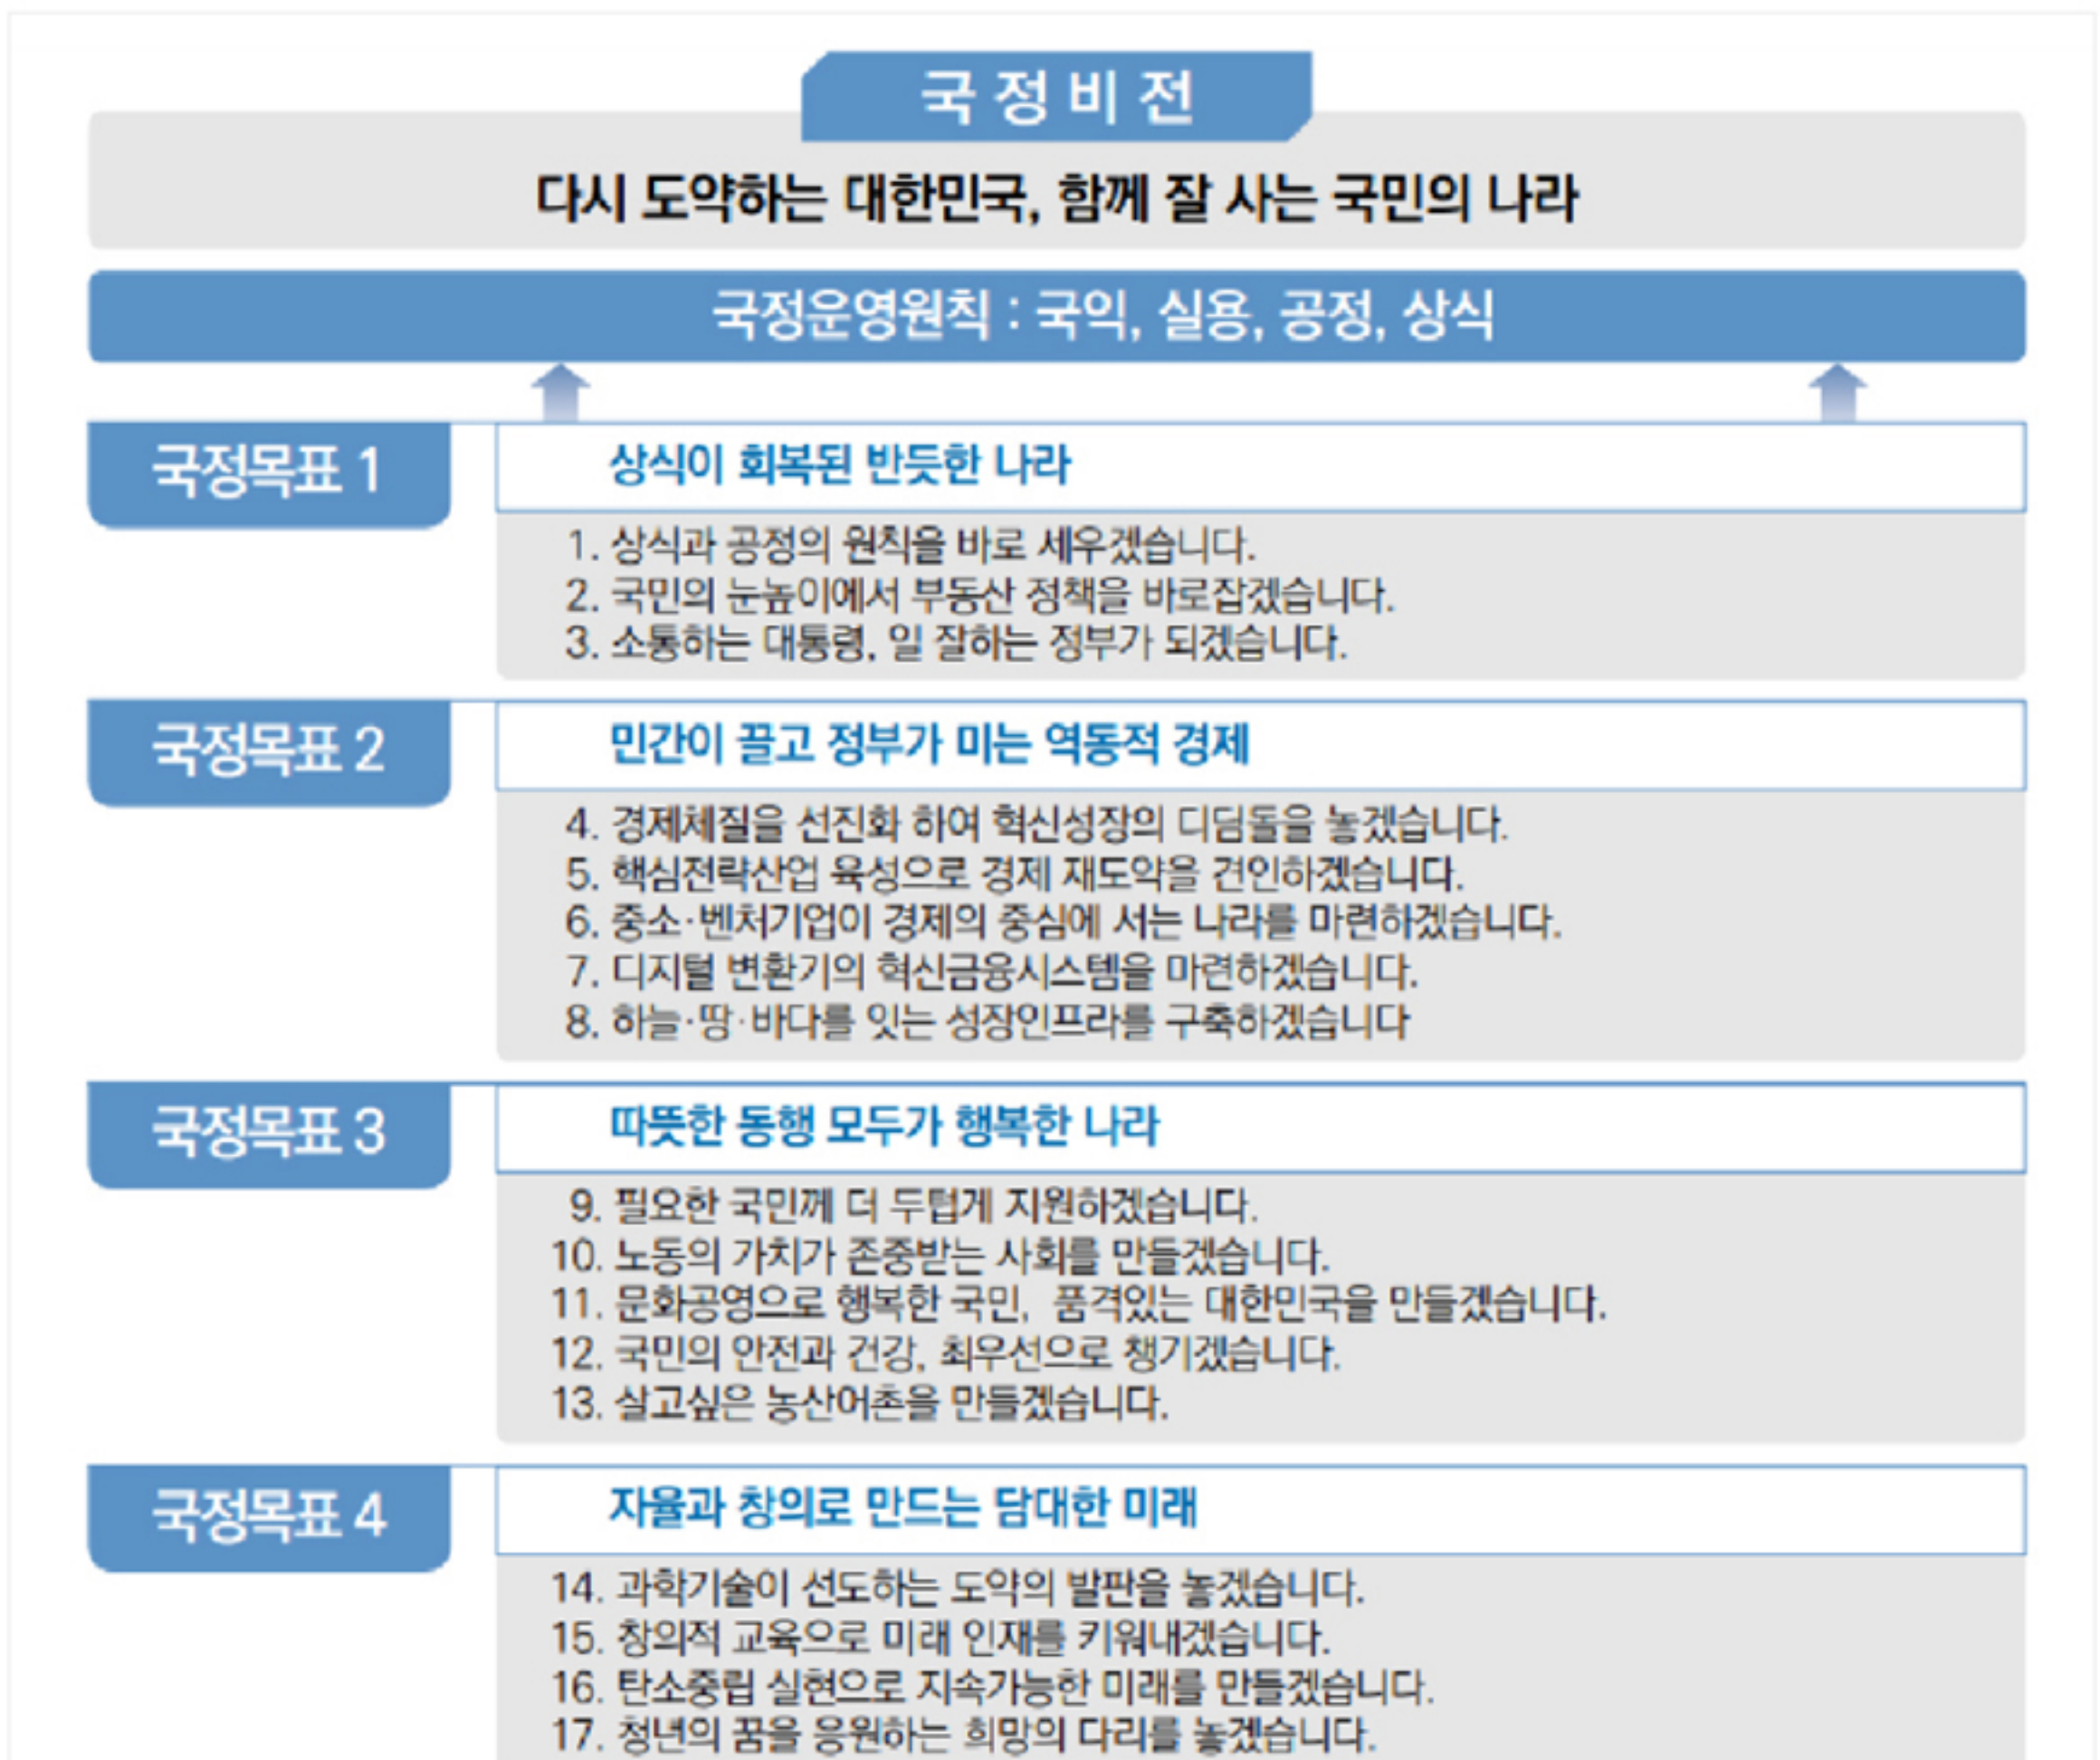 국정비전
다시 도약하는 대한민국, 함께 잘 사는 국민의 나라
국정운영원칙 : 국익, 실용, 공정, 상식
국정목표 1
상식이 회복된 반듯한 나라
1. 상식과 공정의 원칙을 바로 세우겠습니다.
2. 국민의 눈높이에서 부동산 정책을 바로잡겠습니다.
3. 소통하는 대통령, 일 잘하는 정부가 되겠습니다.
국정목표 2
민간이 끌고 정부가 미는 역동적 경제
4. 경제체질을 선진화 하여 혁신성장의 디딤돌을 놓겠습니다.
5. 핵심전략산업 육성으로 경제 재도약을 견인하겠습니다.
6. 중소·벤처기업이 경제의 중심에 서는 나라를 마련하겠습니다.
7. 디지털 변환기의 혁신금융시스템을 마련하겠습니다.
8. 하늘·땅·바다를 잇는 성장인프라를 구축하겠습니다
국정목표 3
따뜻한 동행 모두가 행복한 나라
9. 필요한 국민께 더 두텁게 지원하겠습니다.
10. 노동의 가치가 존중받는 사회를 만들겠습니다.
11. 문화공영으로 행복한 국민, 품격있는 대한민국을 만들겠습니다.
12. 국민의 안전과 건강, 최우선으로 챙기겠습니다.
13. 살고싶은 농산어촌을 만들겠습니다.
국정목표 4
자율과 창의로 만드는 담대한 미래
14. 과학기술이 선도하는 도약의 발판을 놓겠습니다.
15. 창의적 교육으로 미래 인재를 키워내겠습니다.
16. 탄소중립 실현으로 지속가능한 미래를 만들겠습니다.
17. 청년의 꿈을 응원하는 희망의 다리를 놓겠습니다.